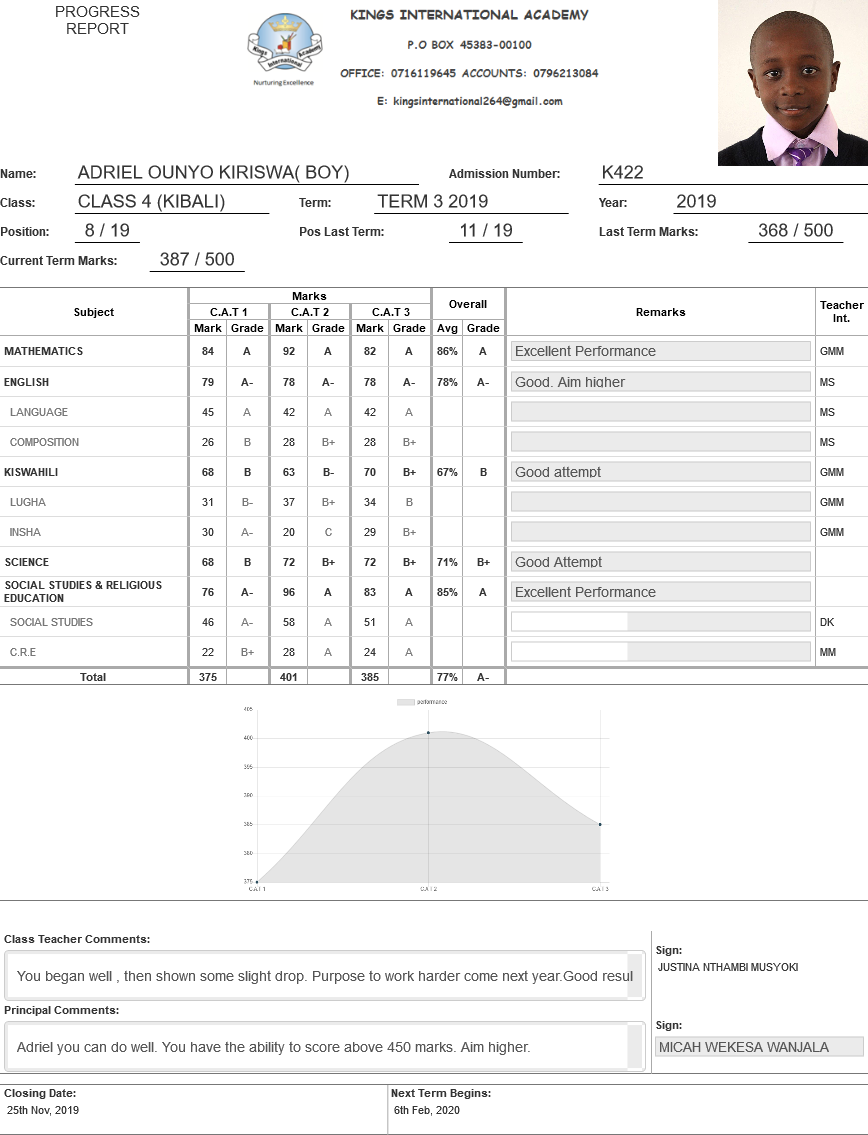 PROGRESS
REPORT
KINGS INTERNATIONAL ACADEMY
P.O BOX 45383-00100
OFFICE: 0716119645 ACCOUNTS: 0796213084
E: kingsinternational264@gmail.com
Kings International Academy
Nurturing Excellence
Name: ADRIEL OUNYO KIRISWA( BOY) Admission Number: K422
Class: CLASS 4 (KIBALI) Term: TERM 3 2019 Year: 2019
Position: 8 / 19 Pos Last Term: 11 / 19 Last Term Marks: 368 / 500
Current Term Marks: 387 / 500
Subject Marks Overall Remarks Teacher Int.
C.A.T 1 C.A.T 2 C.A.T 3
Mark Grade Mark Grade Mark Grade Avg Grade
MATHEMATICS 84 A 92 A 82 A 86% A Excellent Performance GMM
ENGLISH 79 A- 78 A- 78 A- 78% A- Good. Aim higher MS
LANGUAGE 45 A 42 A 42 A MS
COMPOSITION 26 B 28 B+ 28 B+ MS
KISWAHILI 68 B 63 B- 70 B+ 67% B Good attempt GMM
LUGHA 31 B- 37 B+ 34 B GMM
INSHA 30 A- 20 C 29 B+ GMM
SCIENCE 68 B 72 B+ 72 B+ 71% B+ Good Attempt
SOCIAL STUDIES & RELIGIOUS
EDUCATION 76 A- 96 A 83 A 85% A Excellent Performance
SOCIAL STUDIES 46 A- 58 A 51 A DK
C.R.E 22 B+ 28 A 24 A MM
Total 375 401 385 77% A-
performance
405
400
395
390
385
380
375
C.A.T 1 C.A.T 2 C.A.T 3
Class Teacher Comments:
You began well , then shown some slight drop. Purpose to work harder come next year.Good resul
Sign:
JUSTINA NTHAMBI MUSYOKI
Principal Comments:
Adriel you can do well. You have the ability to score above 450 marks. Aim higher.
Sign:
MICAH WEKESA WANJALA
Closing Date:
25th Nov, 2019
Next Term Begins:
6th Feb, 2020